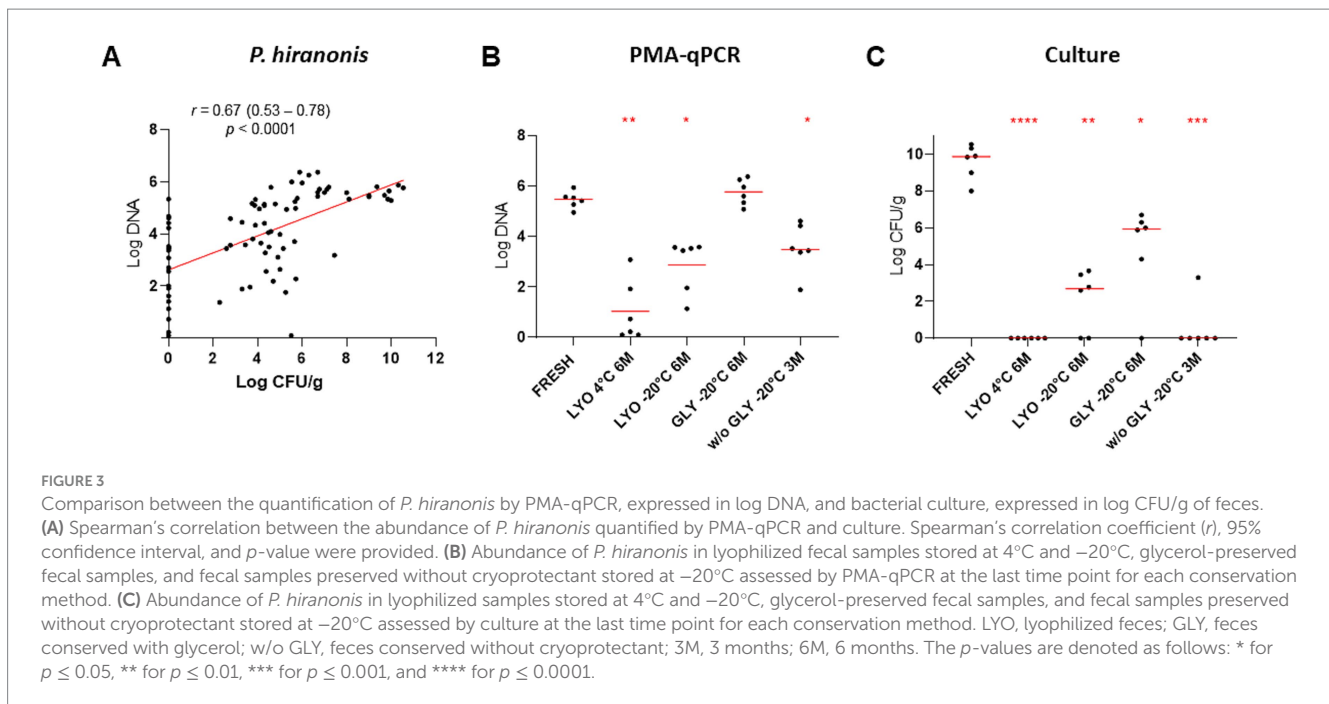 A
P. hiranonis
r = 0.67 (0.53 – 0.78)
p < 0.0001
8
6
4
2
0
Log DNA
0 2 4 6 8 10 12
Log CFU/g
B
PMA-qPCR
** * *
8
6
4
2
0
Log DNA
FRESH
LYO 4°C 6M
LYO -20°C 6M
GLY -20°C 6M
w/o GLY -20°C 3M
C
Culture
**** ** * ***
10
8
6
4
2
0
Log CFU/g
FRESH
LYO 4°C 6M
LYO -20°C 6M
GLY -20°C 6M
w/o GLY -20°C 3M
FIGURE 3
Comparison between the quantification of P. hiranonis by PMA-qPCR, expressed in log DNA, and bacterial culture, expressed in log CFU/g of feces.
(A) Spearman's correlation between the abundance of P. hiranonis quantified by PMA-qPCR and culture. Spearman's correlation coefficient (r), 95%
confidence interval, and p-value were provided. (B) Abundance of P. hiranonis in lyophilized fecal samples stored at 4°C and −20°C, glycerol-preserved
fecal samples, and fecal samples preserved without cryoprotectant stored at −20°C assessed by PMA-qPCR at the last time point for each conservation
method. (C) Abundance of P. hiranonis in lyophilized samples stored at 4°C and −20°C, glycerol-preserved fecal samples, and fecal samples preserved
without cryoprotectant stored at −20°C assessed by culture at the last time point for each conservation method. LYO, lyophilized feces; GLY, feces
conserved with glycerol; w/o GLY, feces conserved without cryoprotectant; 3M, 3 months; 6M, 6 months. The p-values are denoted as follows: * for
p ≤ 0.05, ** for p ≤ 0.01, *** for p ≤ 0.001, and **** for p ≤ 0.0001.